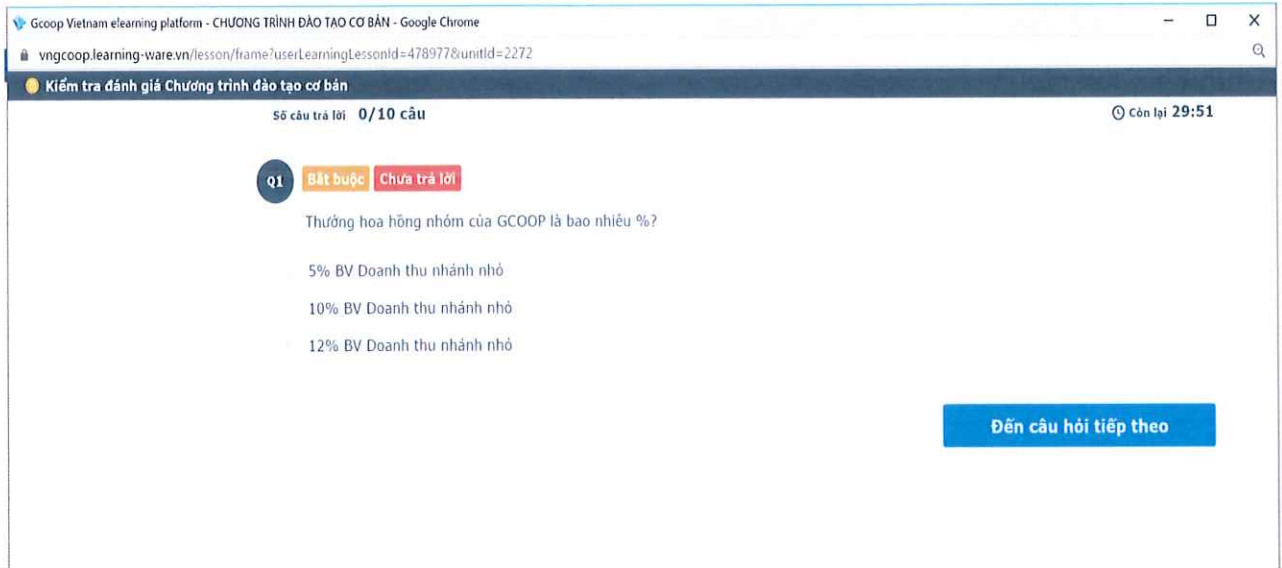 Gcoop Vietnam elearning platform - CHƯƠNG TRÌNH ĐÀO TẠO CƠ BẢN - Google Chrome
vngcoop.learning-ware.vn/lesson/frame?userLearningLessonId=478977&unitId=2272
Kiểm tra đánh giá Chương trình đào tạo cơ bản
Số câu trả lời 0/10 câu
Còn lại 29:51
Q1 Bắt buộc Chưa trả lời
Thưởng hoa hồng nhóm của GCOOP là bao nhiêu %?
5% BV Doanh thu nhánh nhỏ
10% BV Doanh thu nhánh nhỏ
12% BV Doanh thu nhánh nhỏ
Đến câu hỏi tiếp theo